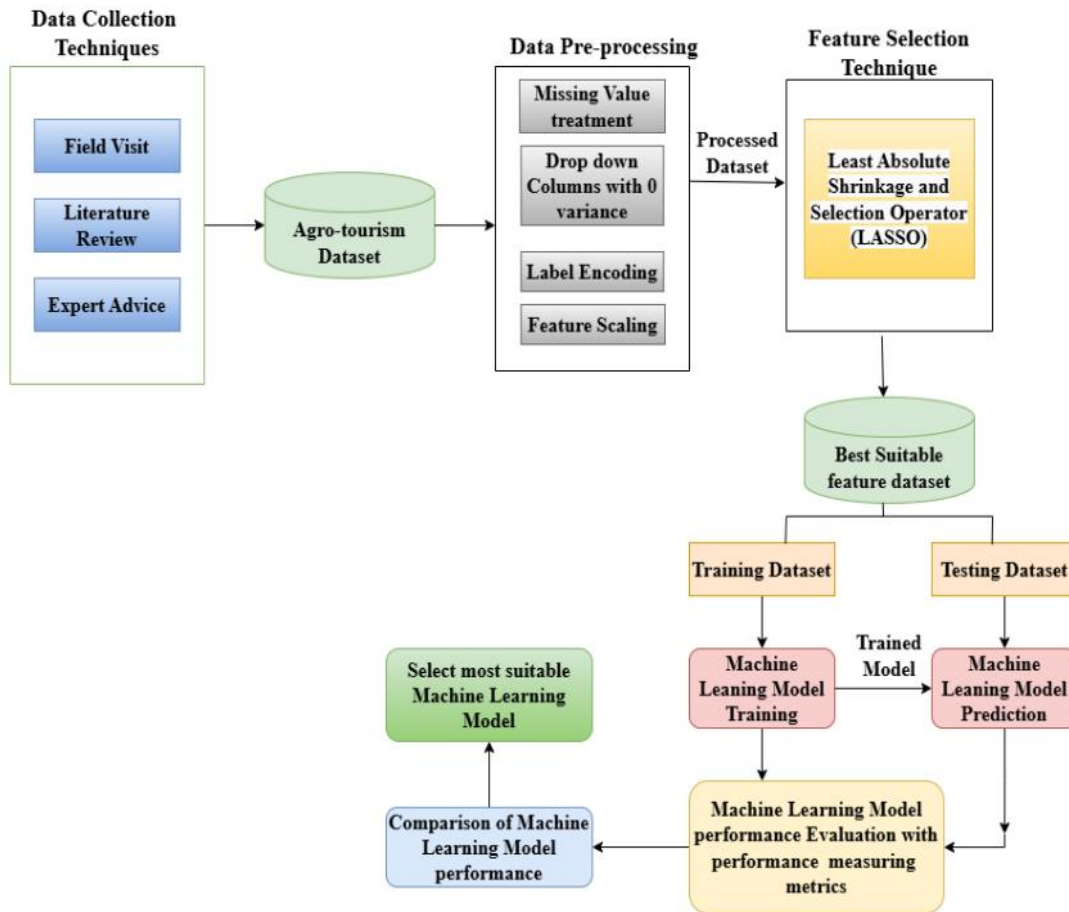 Data Collection
Techniques
Field Visit
Literature
Review
Expert Advice
Agro-tourism
Dataset
Data Pre-processing
Missing Value
treatment
Drop down
Columns with 0
variance
Label Encoding
Feature Scaling
Processed
Dataset
Feature Selection
Technique
Least Absolute
Shrinkage and
Selection Operator
(LASSO)
Best Suitable
feature dataset
Training Dataset
Testing Dataset
Machine
Leaning Model
Training
Trained
Model
Machine
Leaning Model
Prediction
Machine Learning Model
performance Evaluation with
performance measuring
metrics
Comparison of Machine
Learning Model
performance
Select most suitable
Machine Learning
Model